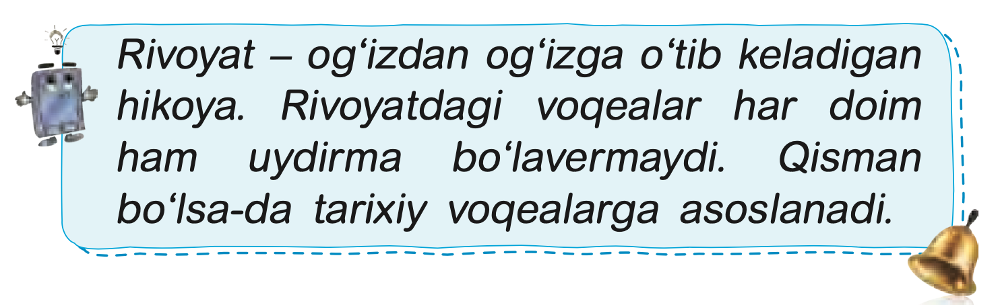 Rivoyat – og‘izdan og‘izga o‘tib keladigan
hikoya. Rivoyatdagi voqealar har doim
ham uydirma bo‘lavermaydi. Qisman
bo‘lsa-da tarixiy voqealarga asoslanadi.